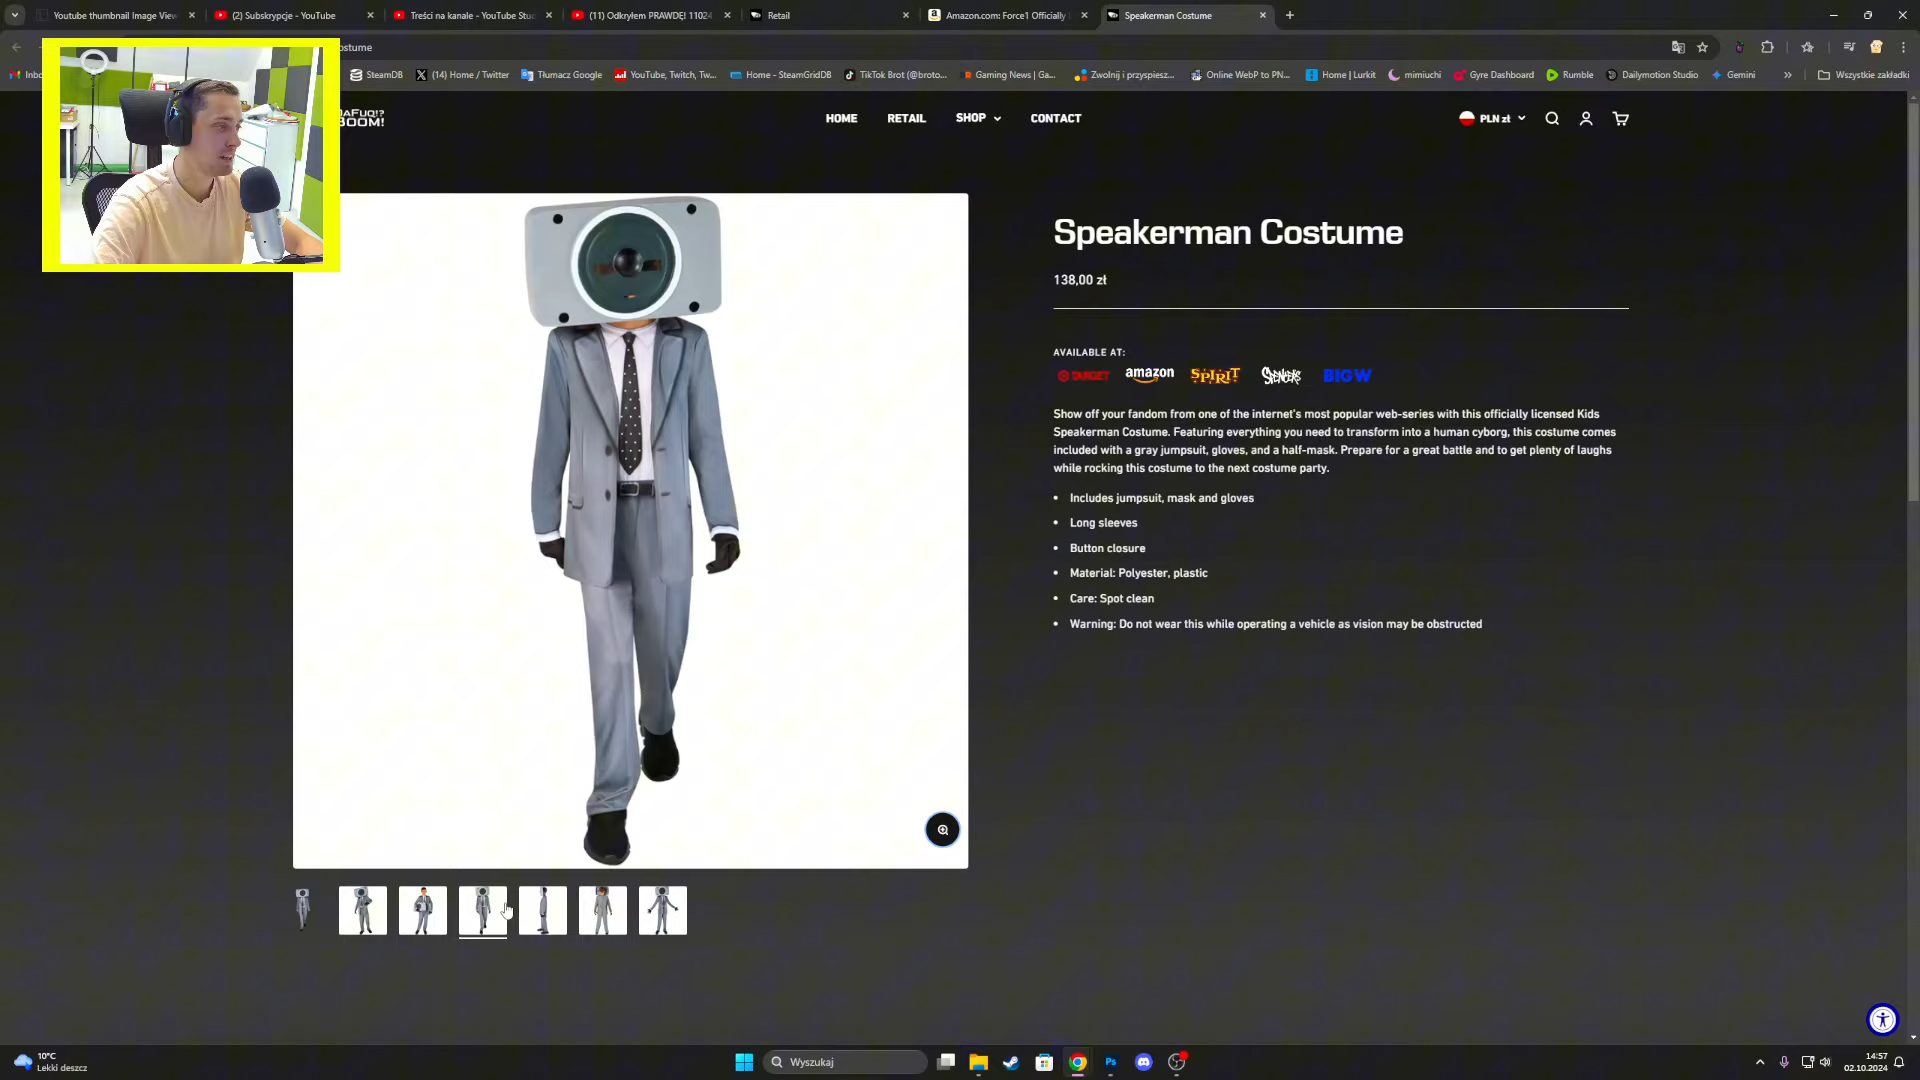 Youtube thumbnail Image View
(2) Subskrypcje - YouTube
Treści na kanale - YouTube Stu
(11) Odkryłem PRAWDĘ! 11024
Retail
Amazon.com: Force1 Officially
Speakerman Costume
ostume
Inbo
SteamDB
(14) Home / Twitter
Tłumacz Google
YouTube, Twitch, Tw...
Home - SteamGridDB
TikTok Brot (@broto...
Gaming News | Ga...
Zwolnij i przyspiesz...
Online WebP to PN...
Home | Lurkit
mimiuchi
Gyre Dashboard
Rumble
Dailymotion Studio
Gemini
Wszystkie zakładki
DAFUQ!?
BOOM!
HOME
RETAIL
SHOP
CONTACT
PLN zł
Speakerman Costume
138,00 zł
AVAILABLE AT:
TARGET
amazon
SPIRIT
SPENCERS
BIG W
Show off your fandom from one of the internet's most popular web-series with this officially licensed Kids
Speakerman Costume. Featuring everything you need to transform into a human cyborg, this costume comes
included with a gray jumpsuit, gloves, and a half-mask. Prepare for a great battle and to get plenty of laughs
while rocking this costume to the next costume party.
• Includes jumpsuit, mask and gloves
• Long sleeves
• Button closure
• Material: Polyester, plastic
• Care: Spot clean
• Warning: Do not wear this while operating a vehicle as vision may be obstructed
10°C
Lekki deszcz
Wyszukaj
Ps
14:57
02.10.2024